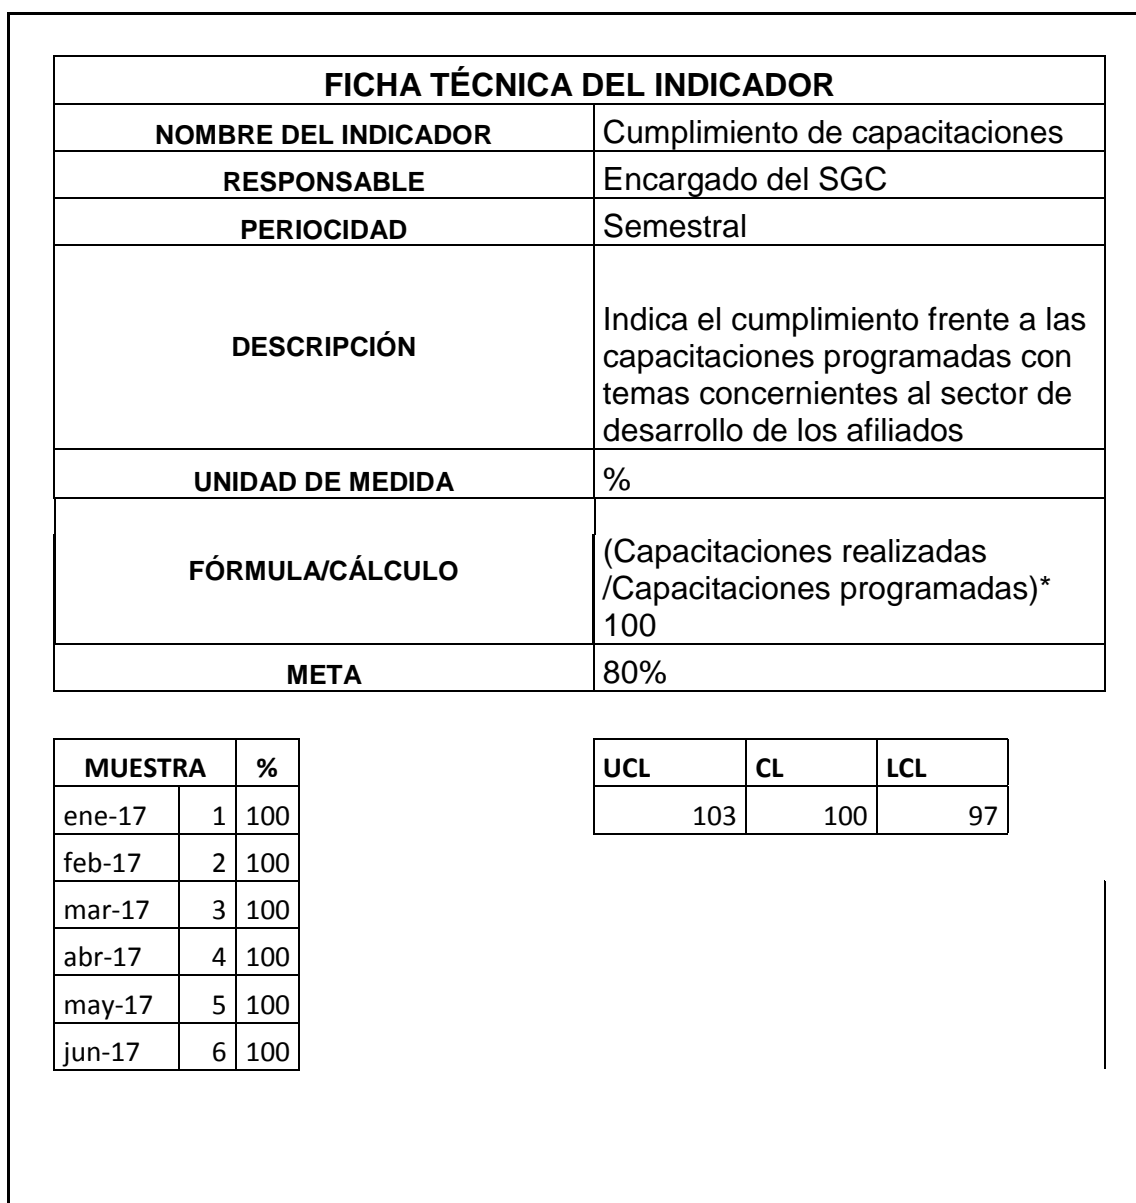 FICHA TÉCNICA DEL INDICADOR
NOMBRE DEL INDICADOR Cumplimiento de capacitaciones
RESPONSABLE Encargado del SGC
PERIOCIDAD Semestral
DESCRIPCIÓN
Indica el cumplimiento frente a las
capacitaciones programadas con
temas concernientes al sector de
desarrollo de los afiliados
UNIDAD DE MEDIDA %
FÓRMULA/CÁLCULO
(Capacitaciones realizadas
/Capacitaciones programadas)*
100
META 80%
MUESTRA %
ene-17 1 100
feb-17 2 100
mar-17 3 100
abr-17 4 100
may-17 5 100
jun-17 6 100
UCL CL LCL
103 100 97